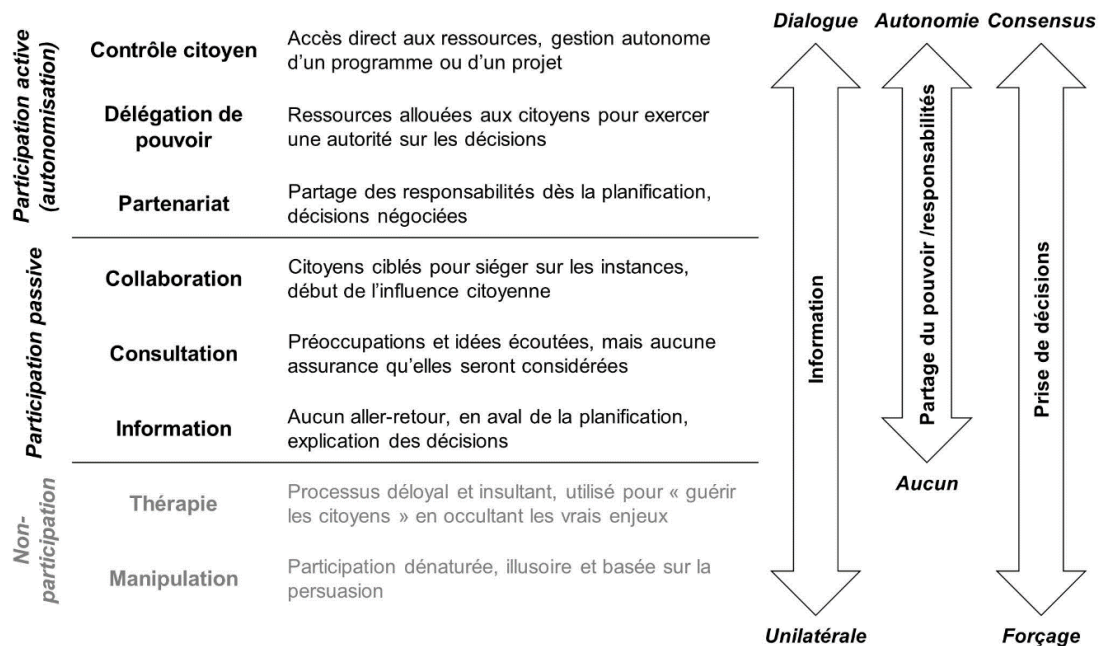 Dialogue Autonomie Consensus
Participation active
(autonomisation)
Contrôle citoyen
Accès direct aux ressources, gestion autonome
d’un programme ou d’un projet
Délégation de
pouvoir
Ressources allouées aux citoyens pour exercer
une autorité sur les décisions
Partenariat
Partage des responsabilités dès la planification,
décisions négociées
Participation passive
Collaboration
Citoyens ciblés pour siéger sur les instances,
début de l’influence citoyenne
Consultation
Préoccupations et idées écoutées, mais aucune
assurance qu’elles seront considérées
Information
Aucun aller-retour, en aval de la planification,
explication des décisions
Non-
participation
Thérapie
Processus déloyal et insultant, utilisé pour « guérir
les citoyens » en occultant les vrais enjeux
Manipulation
Participation dénaturée, illusoire et basée sur la
persuasion
Information
Partage du pouvoir /responsabilités
Prise de décisions
Aucun
Unilatérale
Forçage